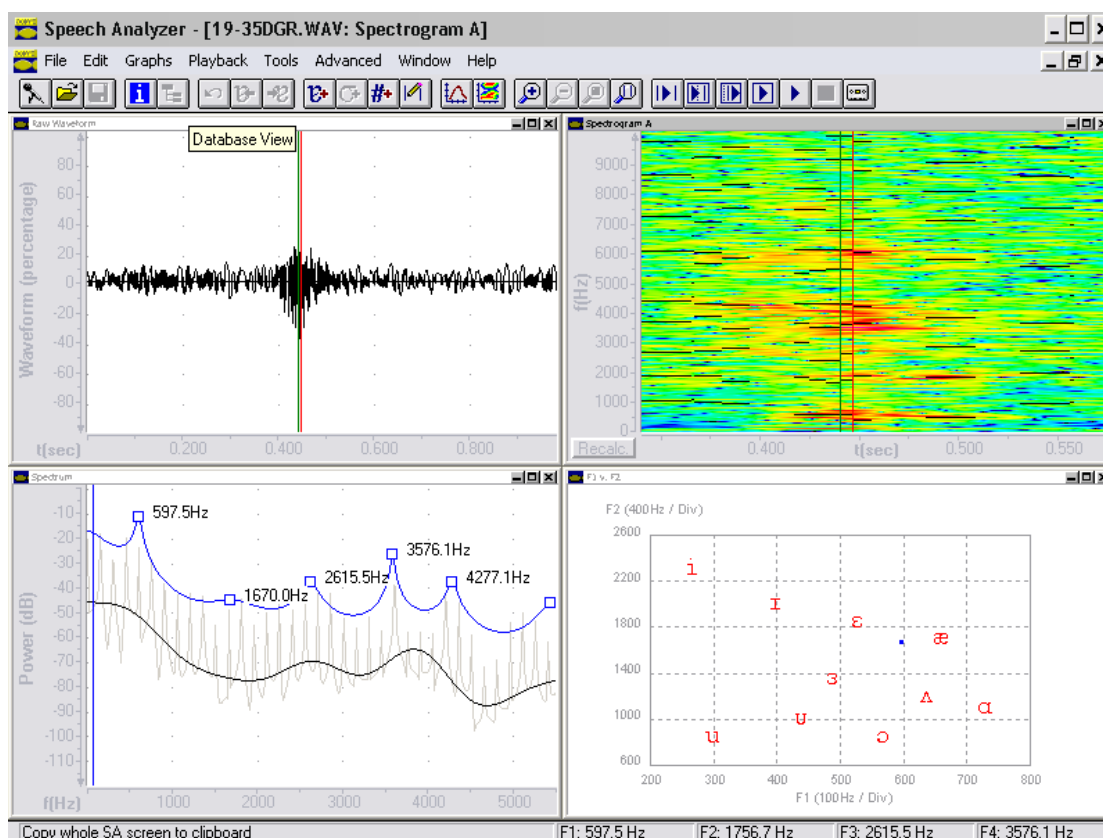 Speech Analyzer - [19-35DGR.WAV: Spectrogram A]
File Edit Graphs Playback Tools Advanced Window Help
Raw Waveform
Database View
Waveform (percentage)
80
60
40
20
0
-20
-40
-60
-80
t(sec)
0.200
0.400
0.600
0.800
Spectrogram A
f(Hz)
9000
8000
7000
6000
5000
4000
3000
2000
1000
0
Recalc.
0.400
t(sec)
0.500
0.550
Spectrum
Power (dB)
-10
-20
-30
-40
-50
-60
-70
-80
-90
-100
-110
597.5Hz
1670.0Hz
2615.5Hz
3576.1Hz
4277.1Hz
f(Hz)
1000
2000
3000
4000
5000
F1 v. F2
F2 (400Hz / Div)
2600
2200
1800
1400
1000
600
i
ɪ
ɛ
æ
ɜ
ʌ
ɑ
ʊ
u
ɔ
200 300 400 500 600 700 800
F1 (100Hz / Div)
Copy whole SA screen to clipboard
F1: 597.5 Hz
F2: 1756.7 Hz
F3: 2615.5 Hz
F4: 3576.1 Hz